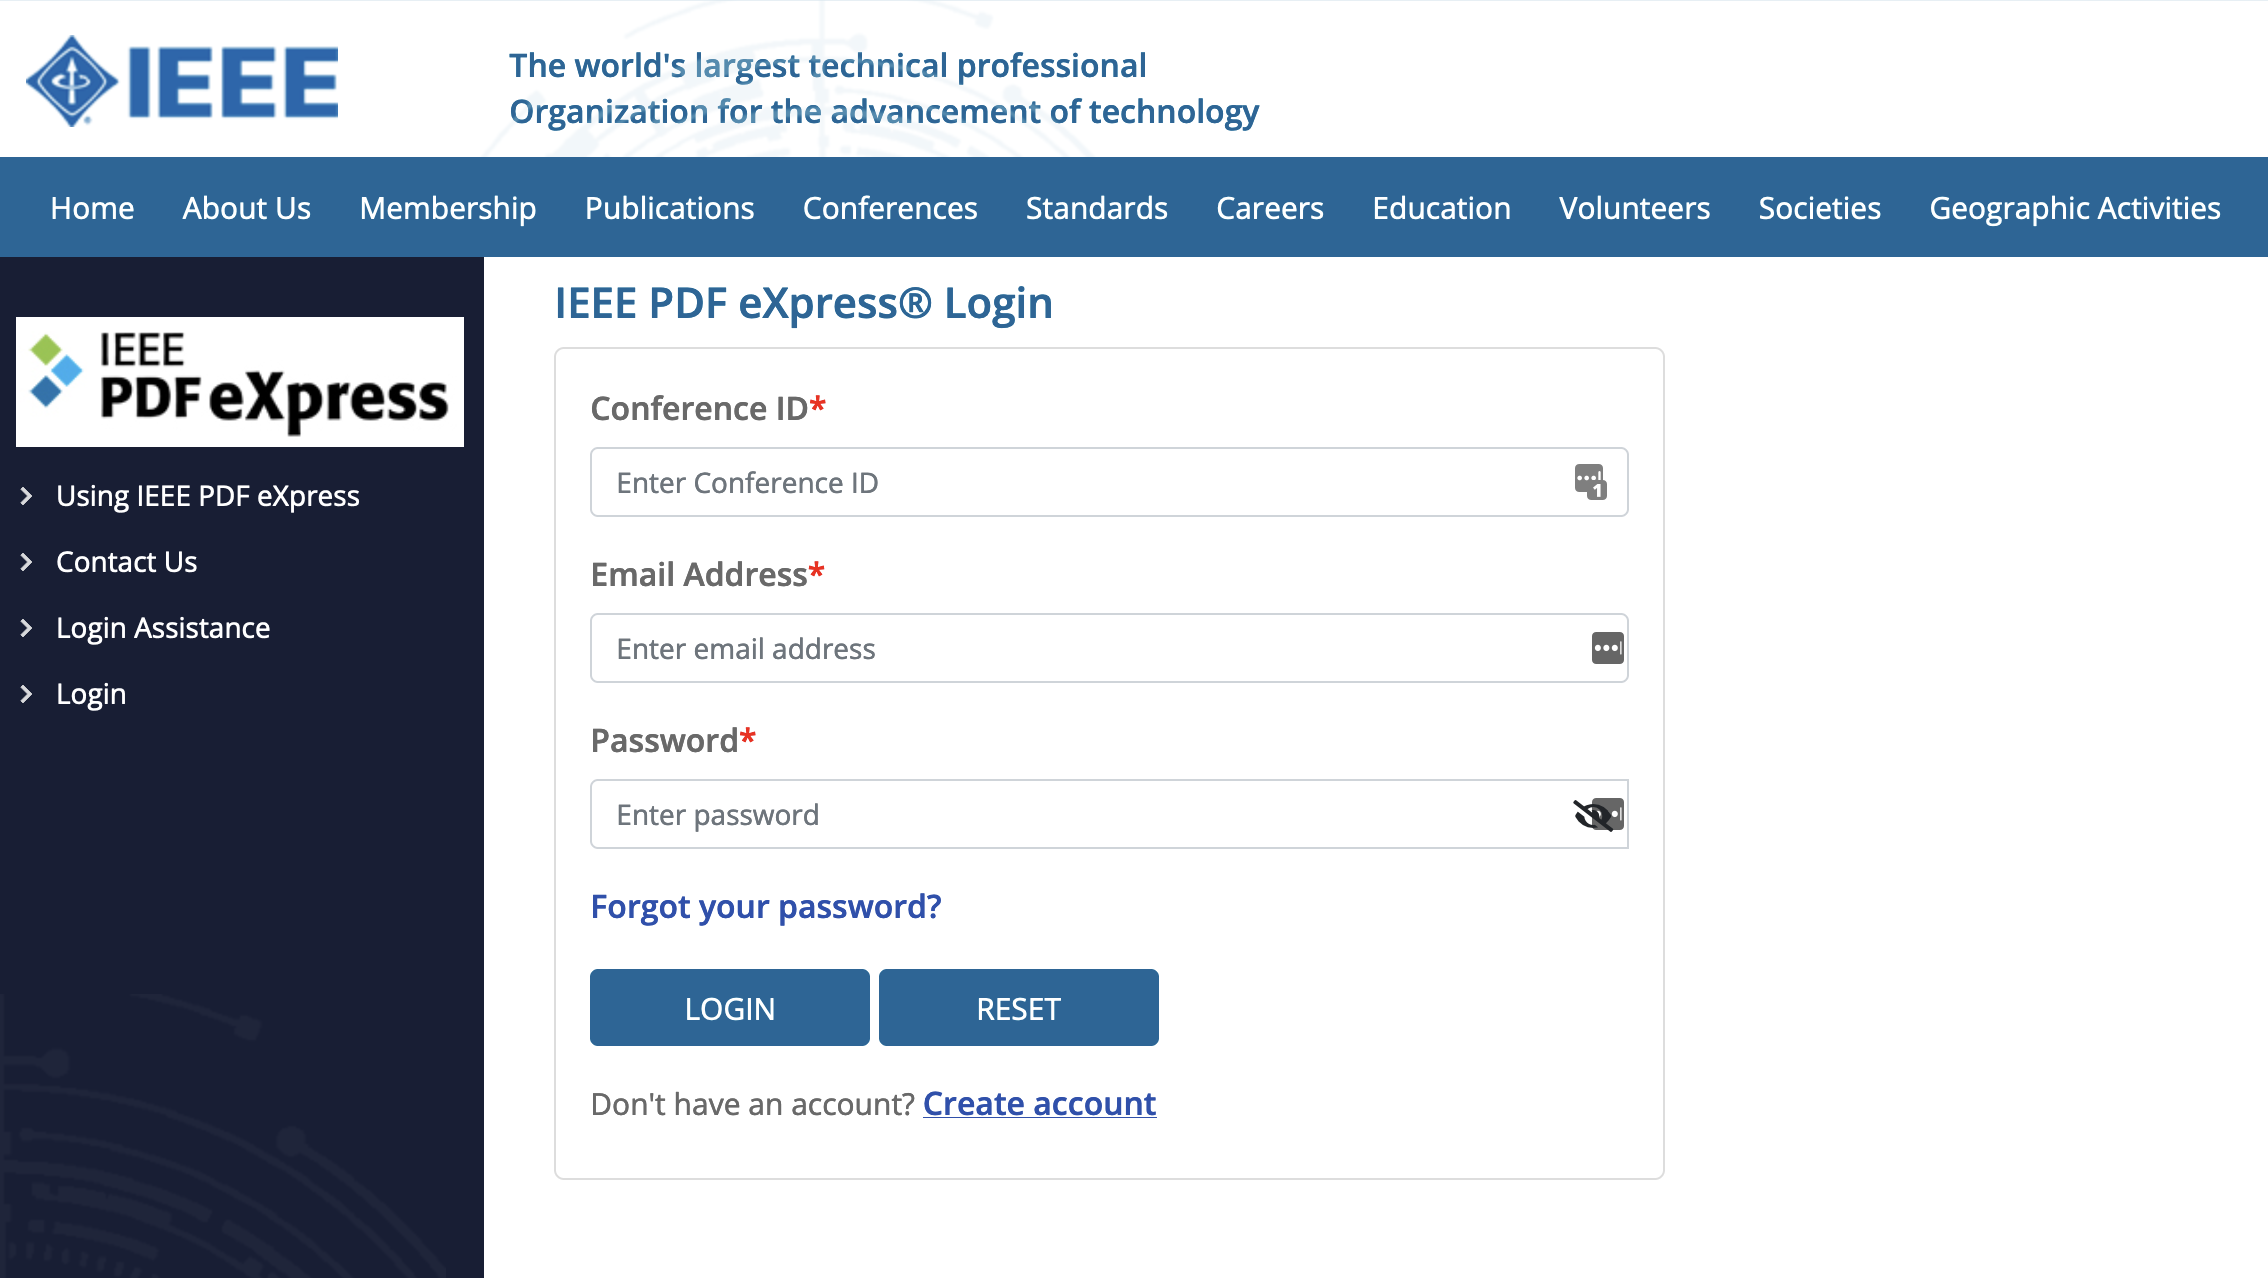 IEEE
The world's largest technical professional
Organization for the advancement of technology
Home About Us Membership Publications Conferences Standards Careers Education Volunteers Societies Geographic Activities
IEEE
PDF eXpress
Using IEEE PDF eXpress
Contact Us
Login Assistance
Login
IEEE PDF eXpress® Login
Conference ID*
Enter Conference ID
1
Email Address*
Enter email address
Password*
Enter password
Forgot your password?
LOGIN RESET
Don't have an account? Create account